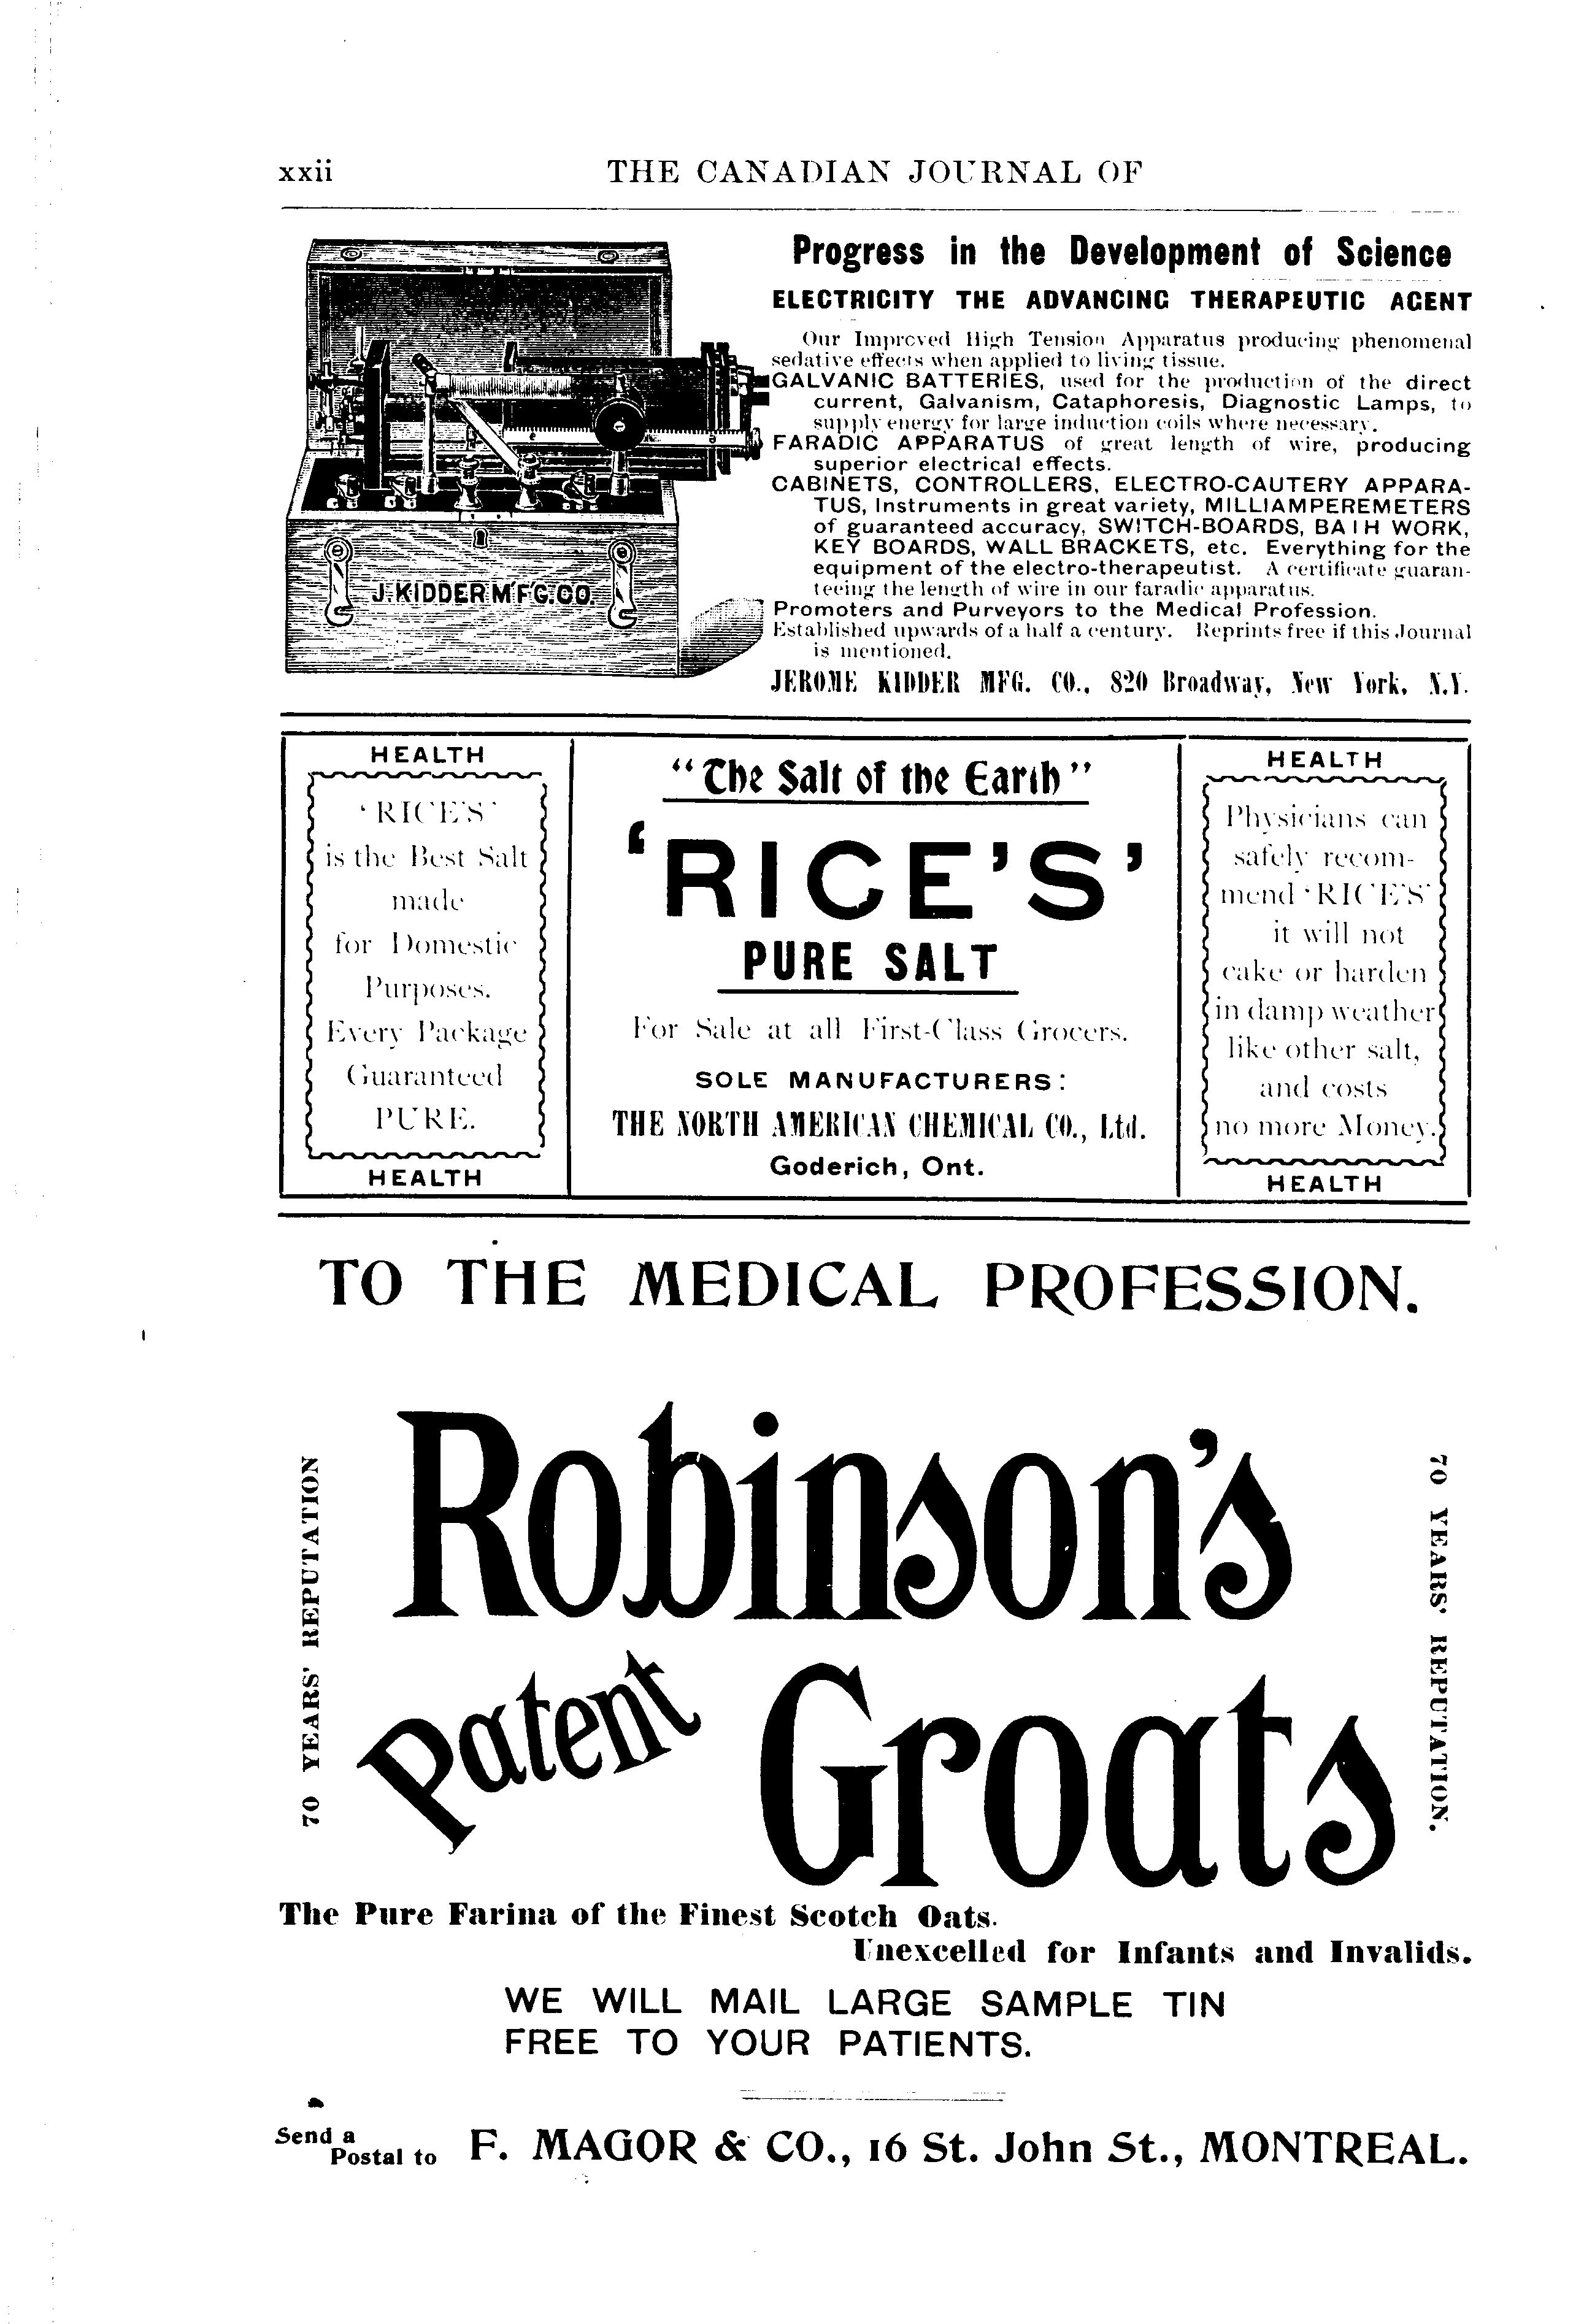 xxii
THE CANADIAN JOURNAL OF
J. KIDDER M'F'G. CO.
Progress in the Development of Science
ELECTRICITY THE ADVANCING THERAPEUTIC AGENT
Our Improved High Tension Apparatus producing phenomenal
sedative effects when applied to living tissue.
GALVANIC BATTERIES, used for the production of the direct
current, Galvanism, Cataphoresis, Diagnostic Lamps, to
supply energy for large induction coils where necessary.
FARADIC APPARATUS of great length of wire, producing
superior electrical effects.
CABINETS, CONTROLLERS, ELECTRO-CAUTERY APPARA-
TUS, Instruments in great variety, MILLIAMPEREMETERS
of guaranteed accuracy, SWITCH-BOARDS, BATH WORK,
KEY BOARDS, WALL BRACKETS, etc. Everything for the
equipment of the electro-therapeutist. A certificate guaran-
teeing the length of wire in our faradic apparatus.
Promoters and Purveyors to the Medical Profession.
Established upwards of a half a century. Reprints free if this Journal
is mentioned.
JEROME KIDDER MFG. CO., 820 Broadway, New York, N.Y.
HEALTH
'RICE'S'
is the Best Salt
made
for Domestic
Purposes.
Every Package
Guaranteed
PURE.
HEALTH
"The Salt of the Earth"
'RICE'S'
PURE SALT
For Sale at all First-Class Grocers.
SOLE MANUFACTURERS:
THE NORTH AMERICAN CHEMICAL CO., Ltd.
Goderich, Ont.
HEALTH
Physicians can
safely recom-
mend 'RICE'S'
it will not
cake or harden
in damp weather
like other salt,
and costs
no more Money.
HEALTH
TO THE MEDICAL PROFESSION.
70 YEARS' REPUTATION
Robinson's
Patent Groats
70 YEARS' REPUTATION.
The Pure Farina of the Finest Scotch Oats.
Unexcelled for Infants and Invalids.
WE WILL MAIL LARGE SAMPLE TIN
FREE TO YOUR PATIENTS.
Send a
Postal to F. MAGOR & CO., 16 St. John St., MONTREAL.